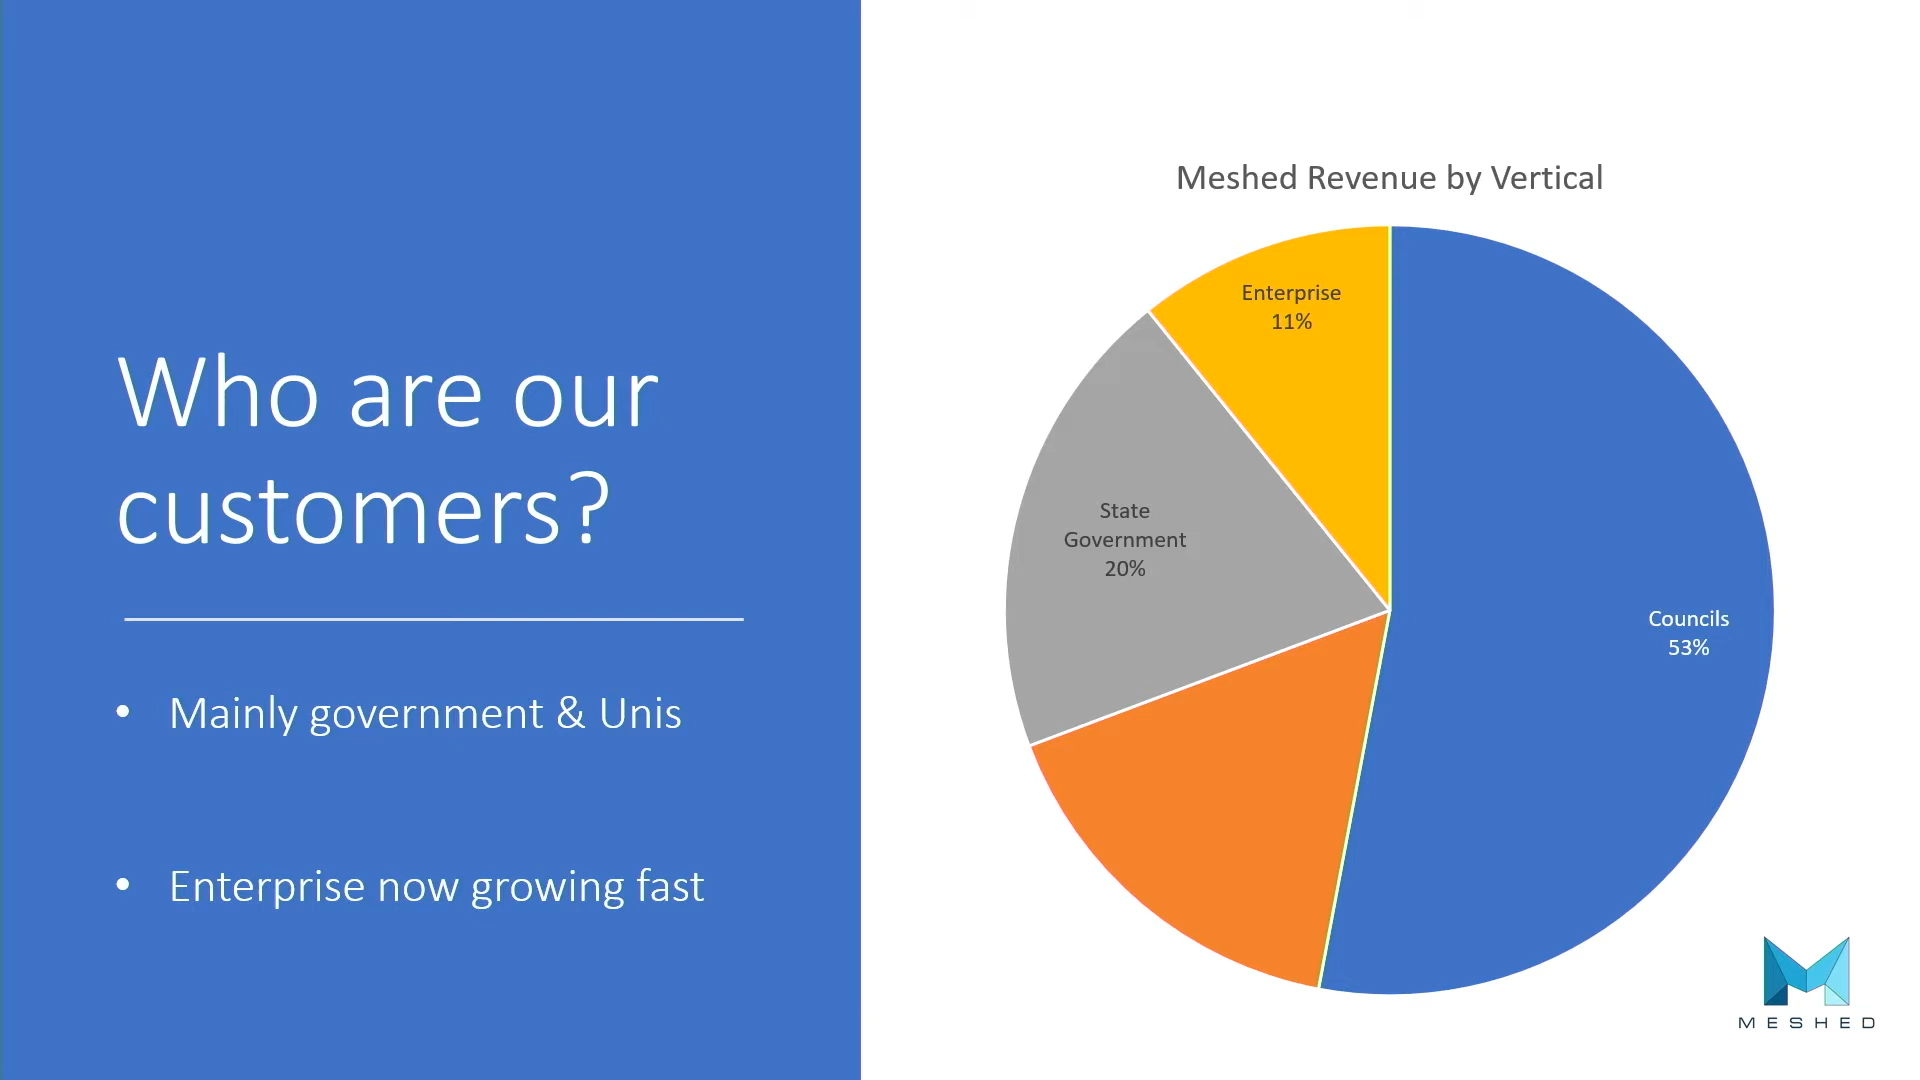 Who are our
customers?
• Mainly government & Unis
• Enterprise now growing fast
Meshed Revenue by Vertical
Enterprise
11%
State
Government
20%
Councils
53%
MESHED